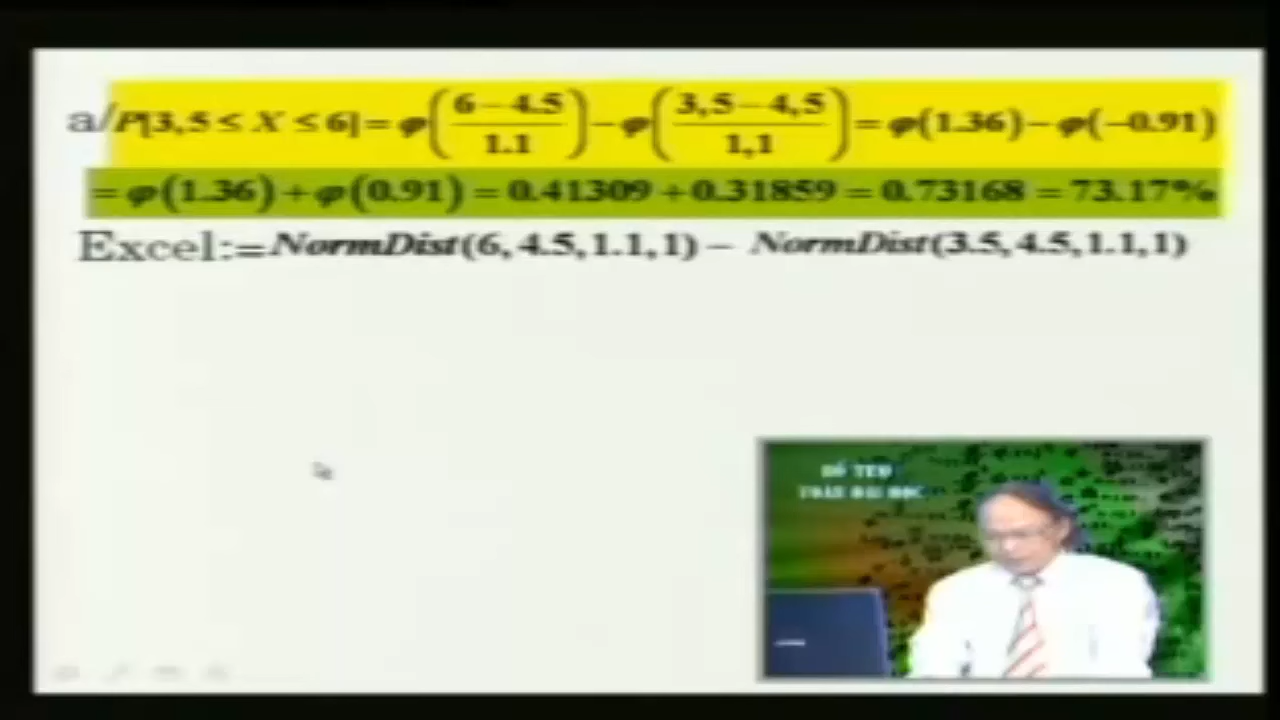 a/P[3,5 ≤ X ≤ 6] = φ((6 − 4.5)/1.1) − φ((3,5 − 4,5)/1,1) = φ(1.36) − φ(−0.91)
= φ(1.36) + φ(0.91) = 0.41309 + 0.31859 = 0.73168 = 73.17%
Excel:=NormDist(6, 4.5, 1.1, 1) − NormDist(3.5, 4.5, 1.1, 1)